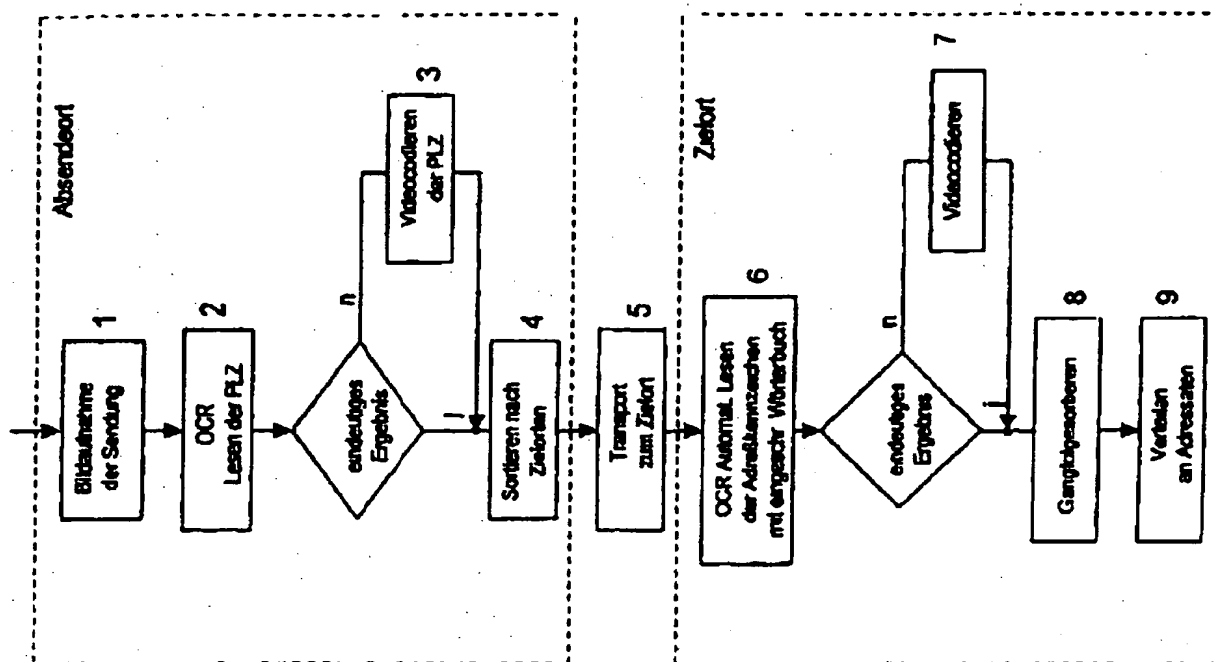 Absendeort
Bildaufnahme
der Sendung
1
OCR
Lesen der PLZ
2
eindeutiges
Ergebnis
n
j
Videocodieren
der PLZ
3
Sortieren nach
Zielorten
4
Transport
zum Zielort
5
Zielort
OCR Automat. Lesen
der Adreßkennzeichen
mit eingeschr Wörterbuch
6
eindeutiges
Ergebnis
n
j
Videocodieren
7
Gangfolgesortieren
8
Verteilen
an Adressaten
9